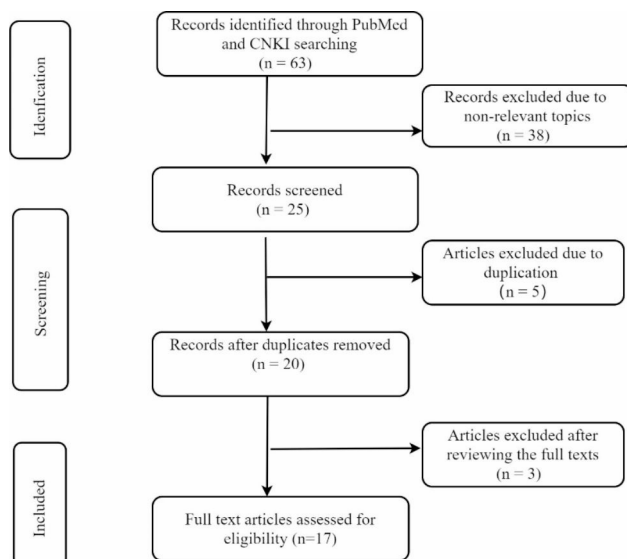 Records identified through PubMed
and CNKI searching
(n = 63)
Idenfication
Records excluded due to
non-relevant topics
(n = 38)
Records screened
(n = 25)
Articles excluded due to
duplication
(n = 5)
Screening
Records after duplicates removed
(n = 20)
Articles excluded after
reviewing the full texts
(n = 3)
Included
Full text articles assessed for
eligibility (n=17)